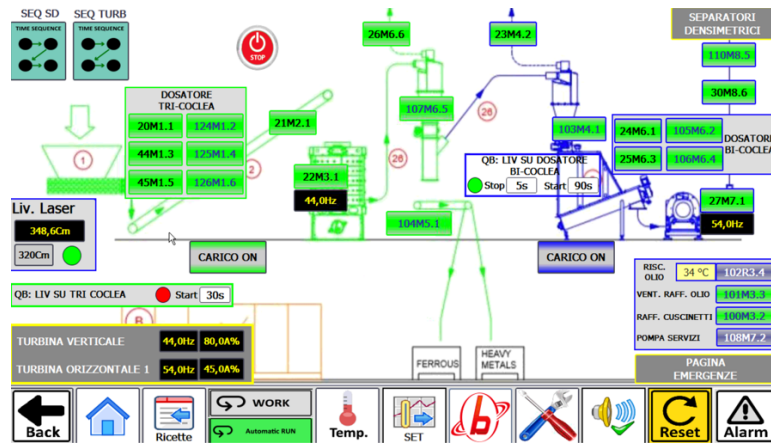 SEQ SD
SEQ TURB
TIME SEQUENCE
TIME SEQUENCE
STOP
26M6.6
23M4.2
SEPARATORI
DENSIMETRICI
110M8.5
30M8.6
DOSATORE
TRI-COCLEA
20M1.1
124M1.2
44M1.3
125M1.4
45M1.5
126M1.6
21M2.1
107M6.5
26
26
103M4.1
24M6.1
105M6.2
25M6.3
106M6.4
DOSATORE
BI-COCLEA
1
2
22M3.1
44,0Hz
QB: LIV SU DOSATORE
BI-COCLEA
Stop
5s
Start
90s
27M7.1
54,0Hz
104M5.1
Liv. Laser
348,6Cm
320Cm
CARICO ON
CARICO ON
RISC.
OLIO
34 °C
102R3.4
VENT. RAFF. OLIO
101M3.3
RAFF. CUSCINETTI
100M3.2
POMPA SERVIZI
108M7.2
QB: LIV SU TRI COCLEA
Start
30s
B
TURBINA VERTICALE
44,0Hz
80,0A%
TURBINA ORIZZONTALE 1
54,0Hz
45,0A%
FERROUS
HEAVY
METALS
PAGINA
EMERGENZE
Back
Ricette
WORK
Automatic RUN
Temp.
SET
b
Reset
Alarm